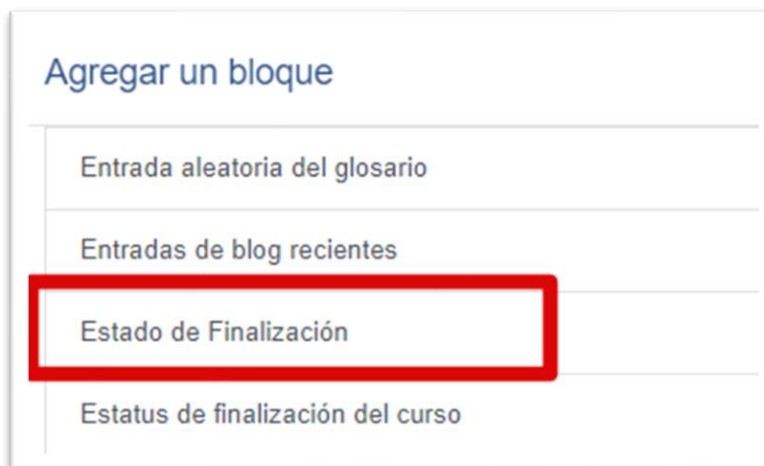 Agregar un bloque
Entrada aleatoria del glosario
Entradas de blog recientes
Estado de Finalización
Estatus de finalización del curso